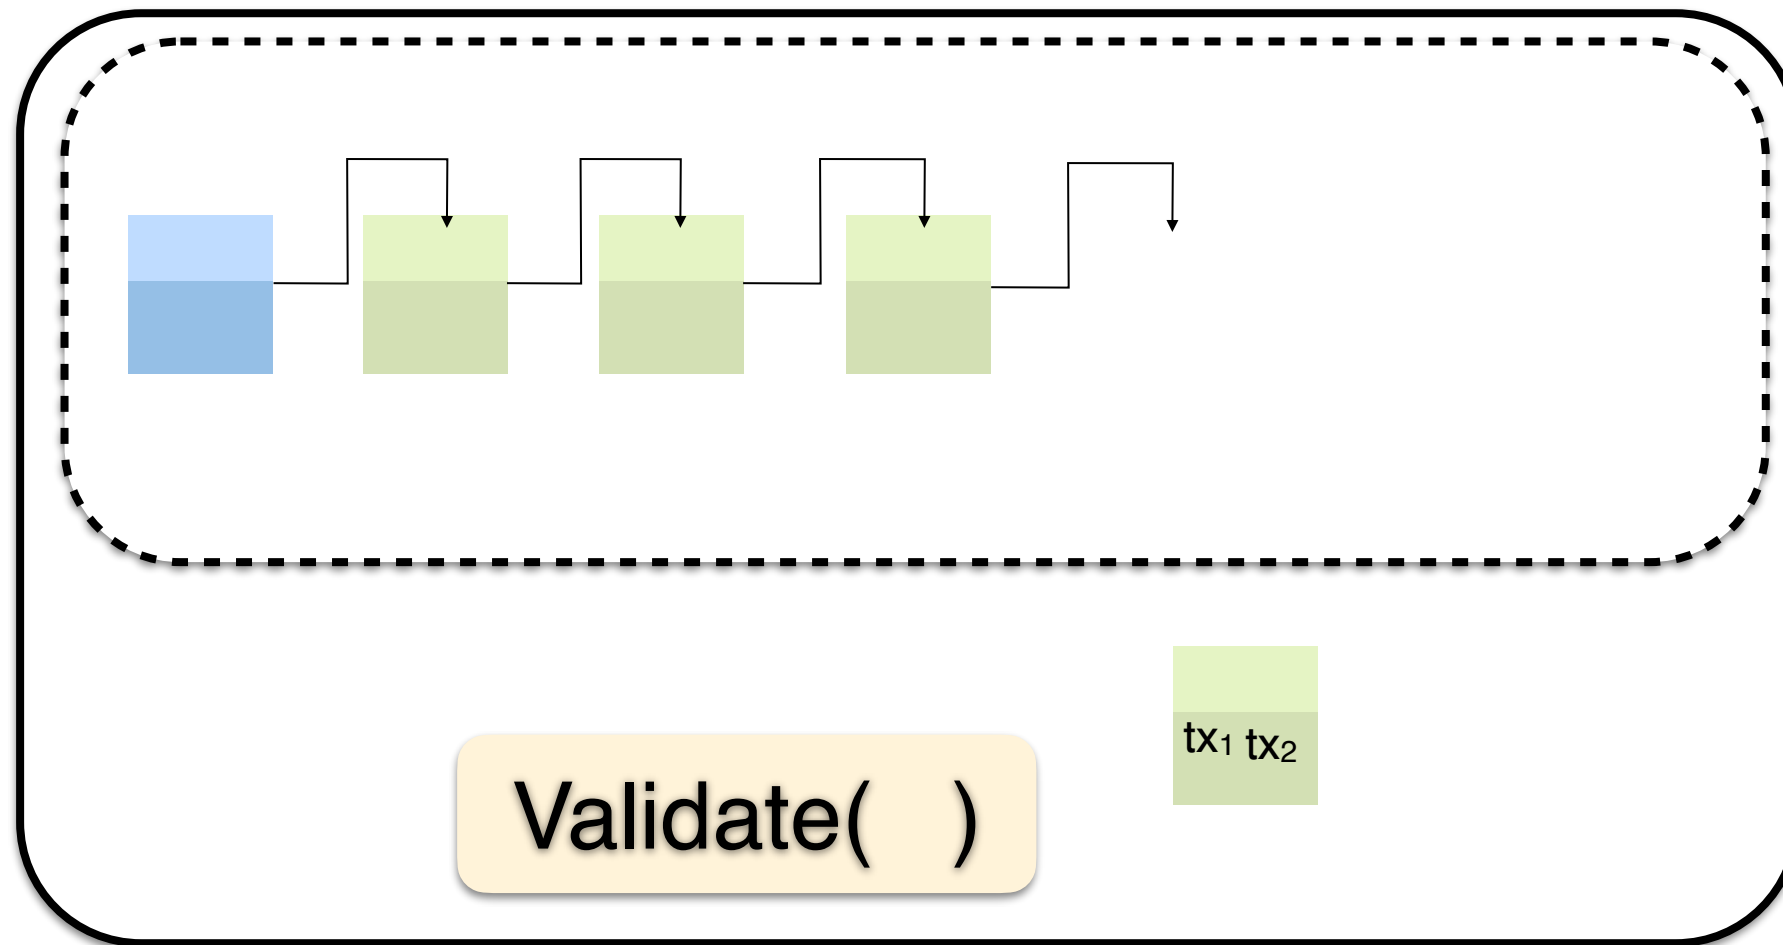 tx₁ tx₂
Validate( )